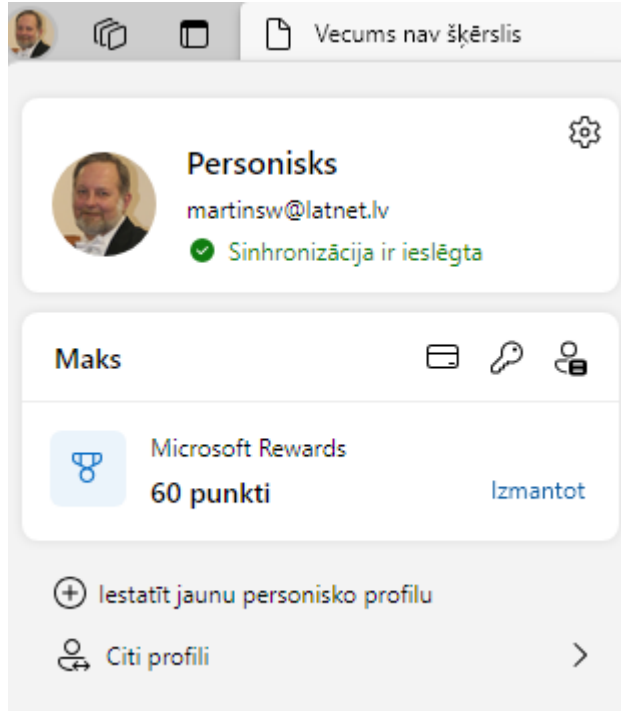 Vecums nav šķērslis
Personisks
martinsw@latnet.lv
Sinhronizācija ir ieslēgta
Maks
Microsoft Rewards
60 punkti
Izmantot
Iestatīt jaunu personisko profilu
Citi profili